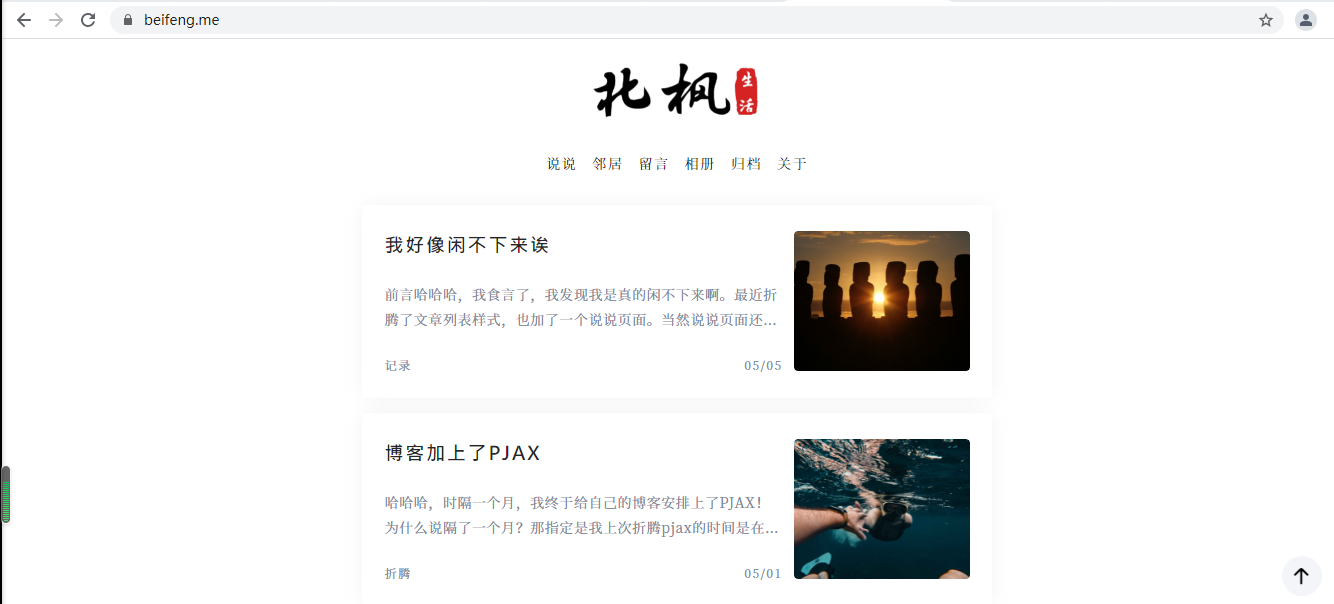 beifeng.me
北枫
生活
说说 邻居 留言 相册 归档 关于
我好像闲不下来诶
前言哈哈哈，我食言了，我发现我是真的闲不下来啊。最近折
腾了文章列表样式，也加了一个说说页面。当然说说页面还...
记录 05/05
博客加上了PJAX
哈哈哈，时隔一个月，我终于给自己的博客安排上了PJAX！
为什么说隔了一个月？那指定是我上次折腾pjax的时间是在...
折腾 05/01